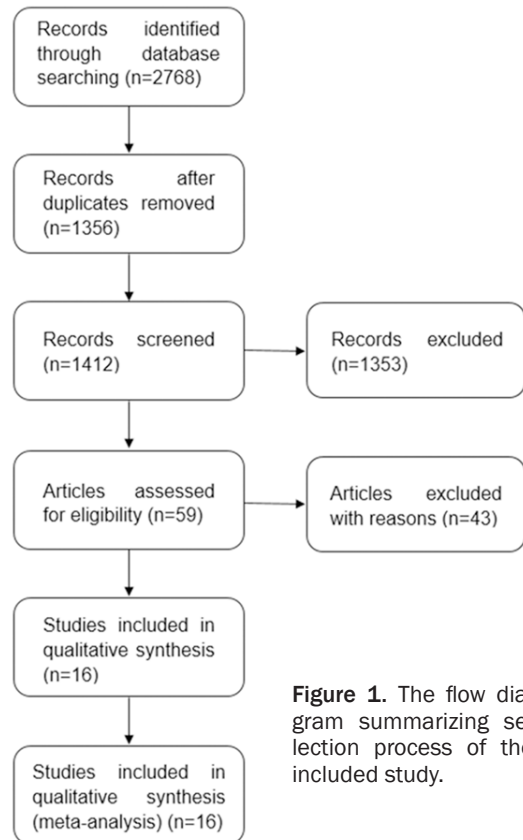 Records identified
through database
searching (n=2768)
Records after
duplicates removed
(n=1356)
Records screened
(n=1412)
Records excluded
(n=1353)
Articles assessed
for eligibility (n=59)
Articles excluded
with reasons (n=43)
Studies included in
qualitative synthesis
(n=16)
Studies included in
qualitative synthesis
(meta-analysis) (n=16)
Figure 1. The flow dia-
gram summarizing se-
lection process of the
included study.